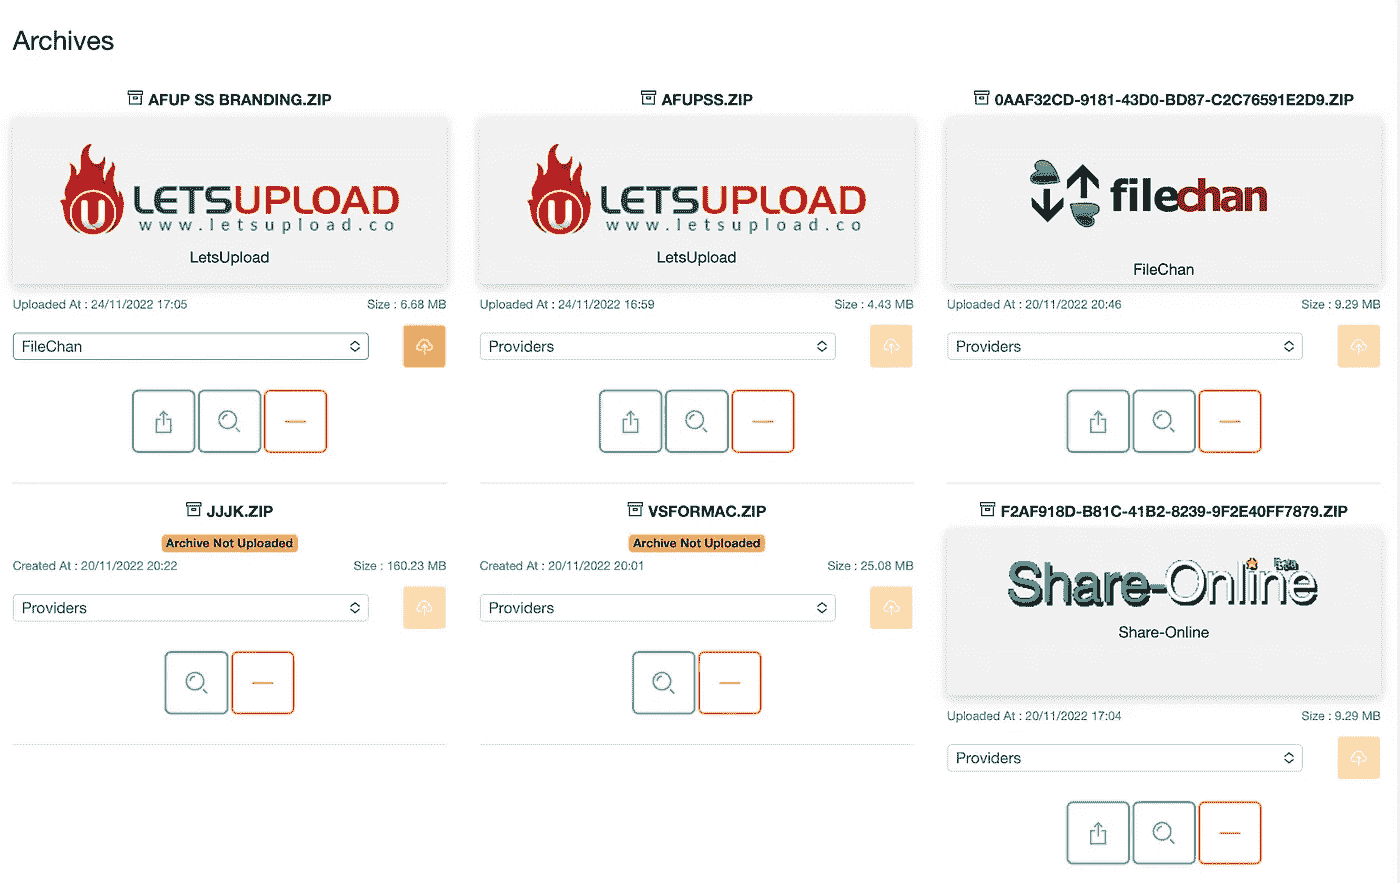 Archives
AFUP SS BRANDING.ZIP
LETSUPLOAD
www.letsupload.co
LetsUpload
Uploaded At : 24/11/2022 17:05 Size : 6.68 MB
FileChan
AFUPSS.ZIP
LETSUPLOAD
www.letsupload.co
LetsUpload
Uploaded At : 24/11/2022 16:59 Size : 4.43 MB
Providers
0AAF32CD-9181-43D0-BD87-C2C76591E2D9.ZIP
filechan
FileChan
Uploaded At : 20/11/2022 20:46 Size : 9.29 MB
Providers
JJJK.ZIP
Archive Not Uploaded
Created At : 20/11/2022 20:22 Size : 160.23 MB
Providers
VSFORMAC.ZIP
Archive Not Uploaded
Created At : 20/11/2022 20:01 Size : 25.08 MB
Providers
F2AF918D-B81C-41B2-8239-9F2E40FF7879.ZIP
Share-Online
Share-Online
Uploaded At : 20/11/2022 17:04 Size : 9.29 MB
Providers